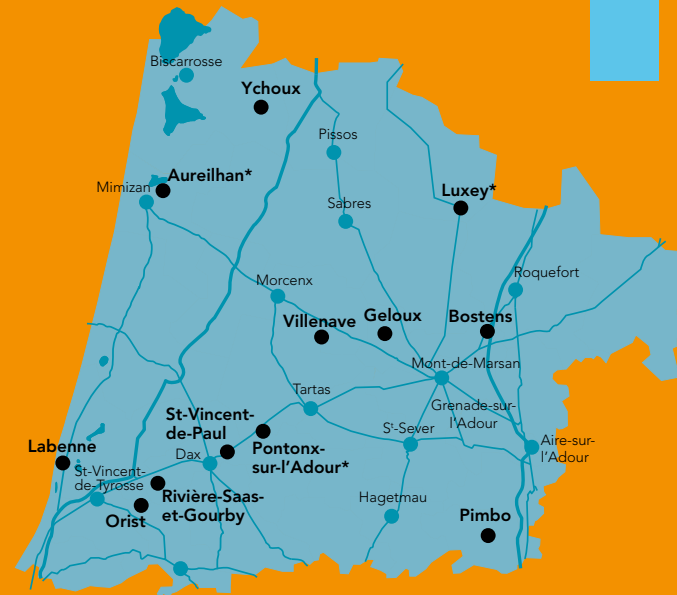 Biscarrosse
Ychoux
Pissos
Aureilhan*
Mimizan
Luxey*
Sabres
Roquefort
Morcenx
Villenave
Geloux
Bostens
Mont-de-Marsan
Tartas
Grenade-sur-
l'Adour
St-Vincent-
de-Paul
St-Sever
Pontonx-
sur-l'Adour*
Aire-sur-
l'Adour
Labenne
Dax
St-Vincent-
de-Tyrosse
Rivière-Saas-
et-Gourby
Hagetmau
Orist
Pimbo